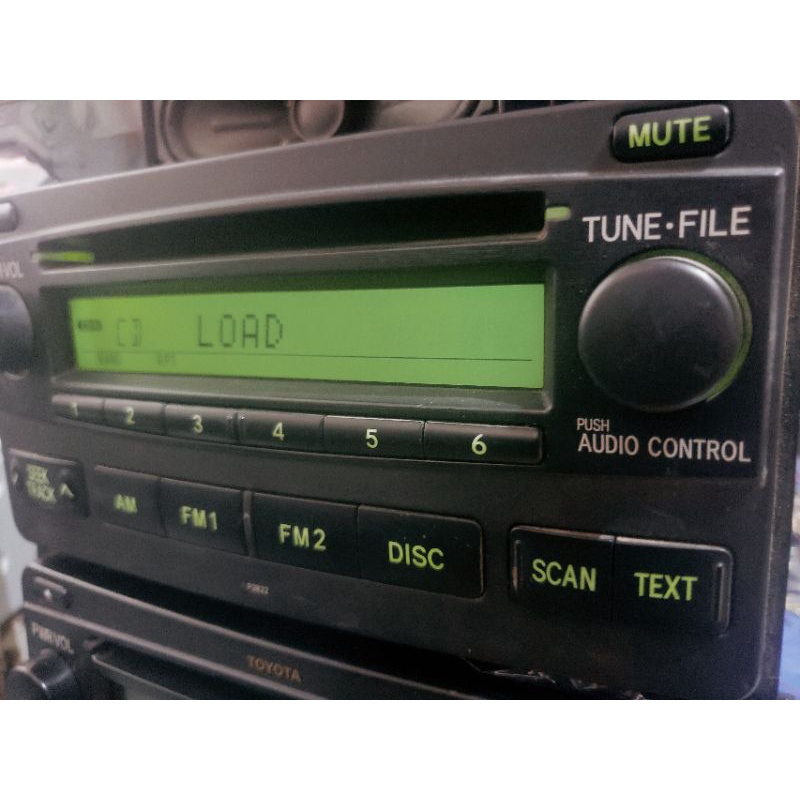 MUTE
TUNE•FILE
VOL
CD LOAD
1 2 3 4 5 6
PUSH
AUDIO CONTROL
SEEK
TRACK
AM FM1 FM2 DISC SCAN TEXT
PWR VOL
TOYOTA